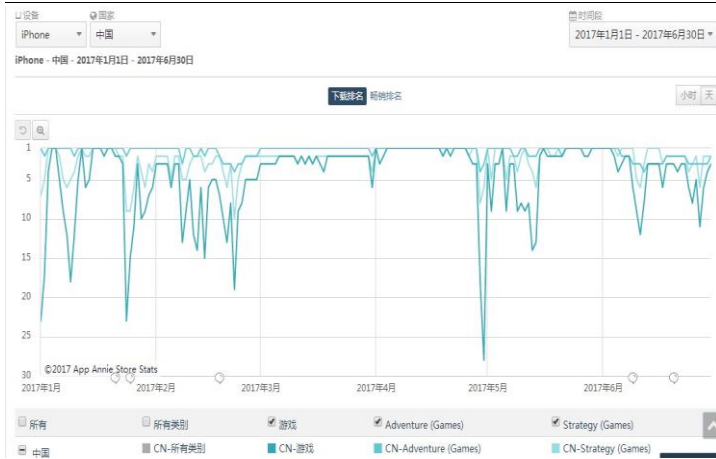 设备 国家 时间段
iPhone 中国 2017年1月1日 - 2017年6月30日
iPhone - 中国 - 2017年1月1日 - 2017年6月30日
下载排名 畅销排名 小时 天
1
5
10
15
20
25
30
©2017 App Annie Store Stats
2017年1月 2017年2月 2017年3月 2017年4月 2017年5月 2017年6月
所有 所有类别 游戏 Adventure (Games) Strategy (Games)
中国 CN-所有类别 CN-游戏 CN-Adventure (Games) CN-Strategy (Games)